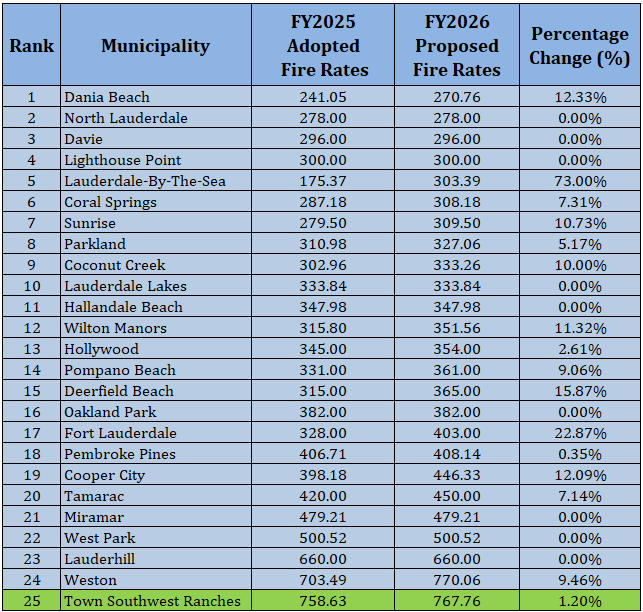 Rank Municipality FY2025 Adopted Fire Rates FY2026 Proposed Fire Rates Percentage Change (%)
1 Dania Beach 241.05 270.76 12.33%
2 North Lauderdale 278.00 278.00 0.00%
3 Davie 296.00 296.00 0.00%
4 Lighthouse Point 300.00 300.00 0.00%
5 Lauderdale-By-The-Sea 175.37 303.39 73.00%
6 Coral Springs 287.18 308.18 7.31%
7 Sunrise 279.50 309.50 10.73%
8 Parkland 310.98 327.06 5.17%
9 Coconut Creek 302.96 333.26 10.00%
10 Lauderdale Lakes 333.84 333.84 0.00%
11 Hallandale Beach 347.98 347.98 0.00%
12 Wilton Manors 315.80 351.56 11.32%
13 Hollywood 345.00 354.00 2.61%
14 Pompano Beach 331.00 361.00 9.06%
15 Deerfield Beach 315.00 365.00 15.87%
16 Oakland Park 382.00 382.00 0.00%
17 Fort Lauderdale 328.00 403.00 22.87%
18 Pembroke Pines 406.71 408.14 0.35%
19 Cooper City 398.18 446.33 12.09%
20 Tamarac 420.00 450.00 7.14%
21 Miramar 479.21 479.21 0.00%
22 West Park 500.52 500.52 0.00%
23 Lauderhill 660.00 660.00 0.00%
24 Weston 703.49 770.06 9.46%
25 Town Southwest Ranches 758.63 767.76 1.20%